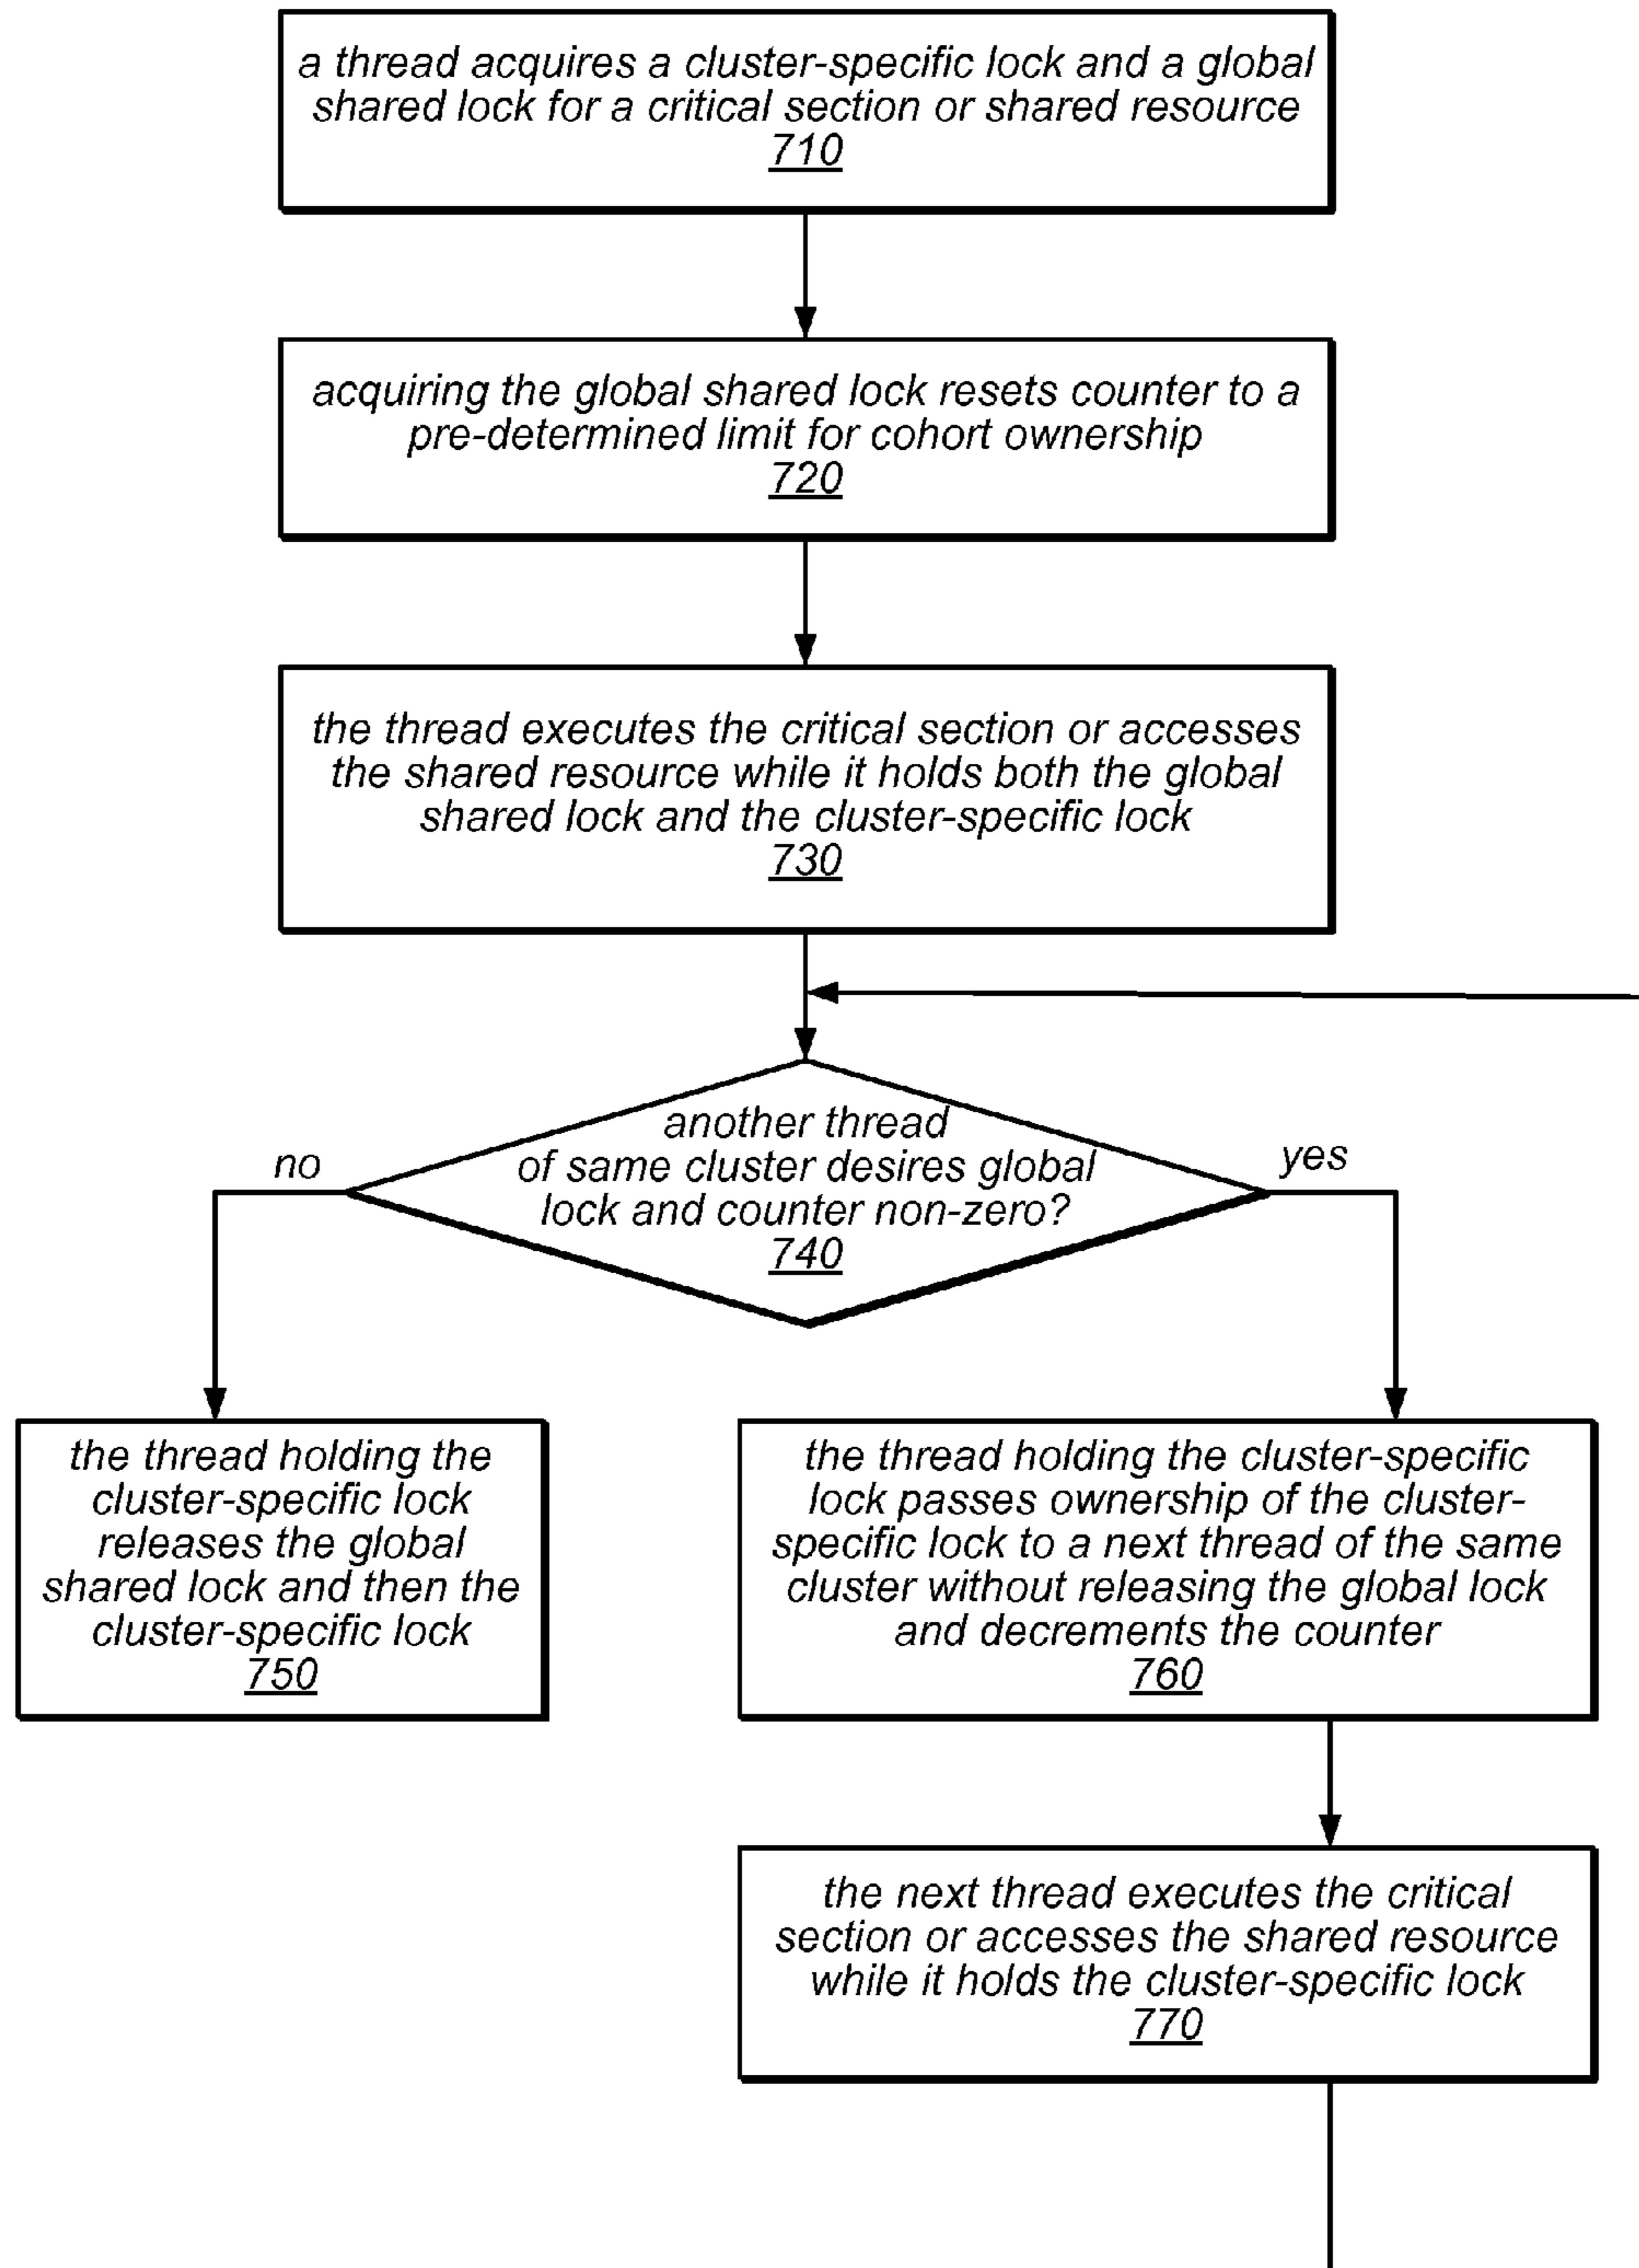 a thread acquires a cluster-specific lock and a global
shared lock for a critical section or shared resource
710
acquiring the global shared lock resets counter to a
pre-determined limit for cohort ownership
720
the thread executes the critical section or accesses
the shared resource while it holds both the global
shared lock and the cluster-specific lock
730
another thread
of same cluster desires global
lock and counter non-zero?
740
no
yes
the thread holding the
cluster-specific lock
releases the global
shared lock and then the
cluster-specific lock
750
the thread holding the cluster-specific
lock passes ownership of the cluster-
specific lock to a next thread of the same
cluster without releasing the global lock
and decrements the counter
760
the next thread executes the critical
section or accesses the shared resource
while it holds the cluster-specific lock
770